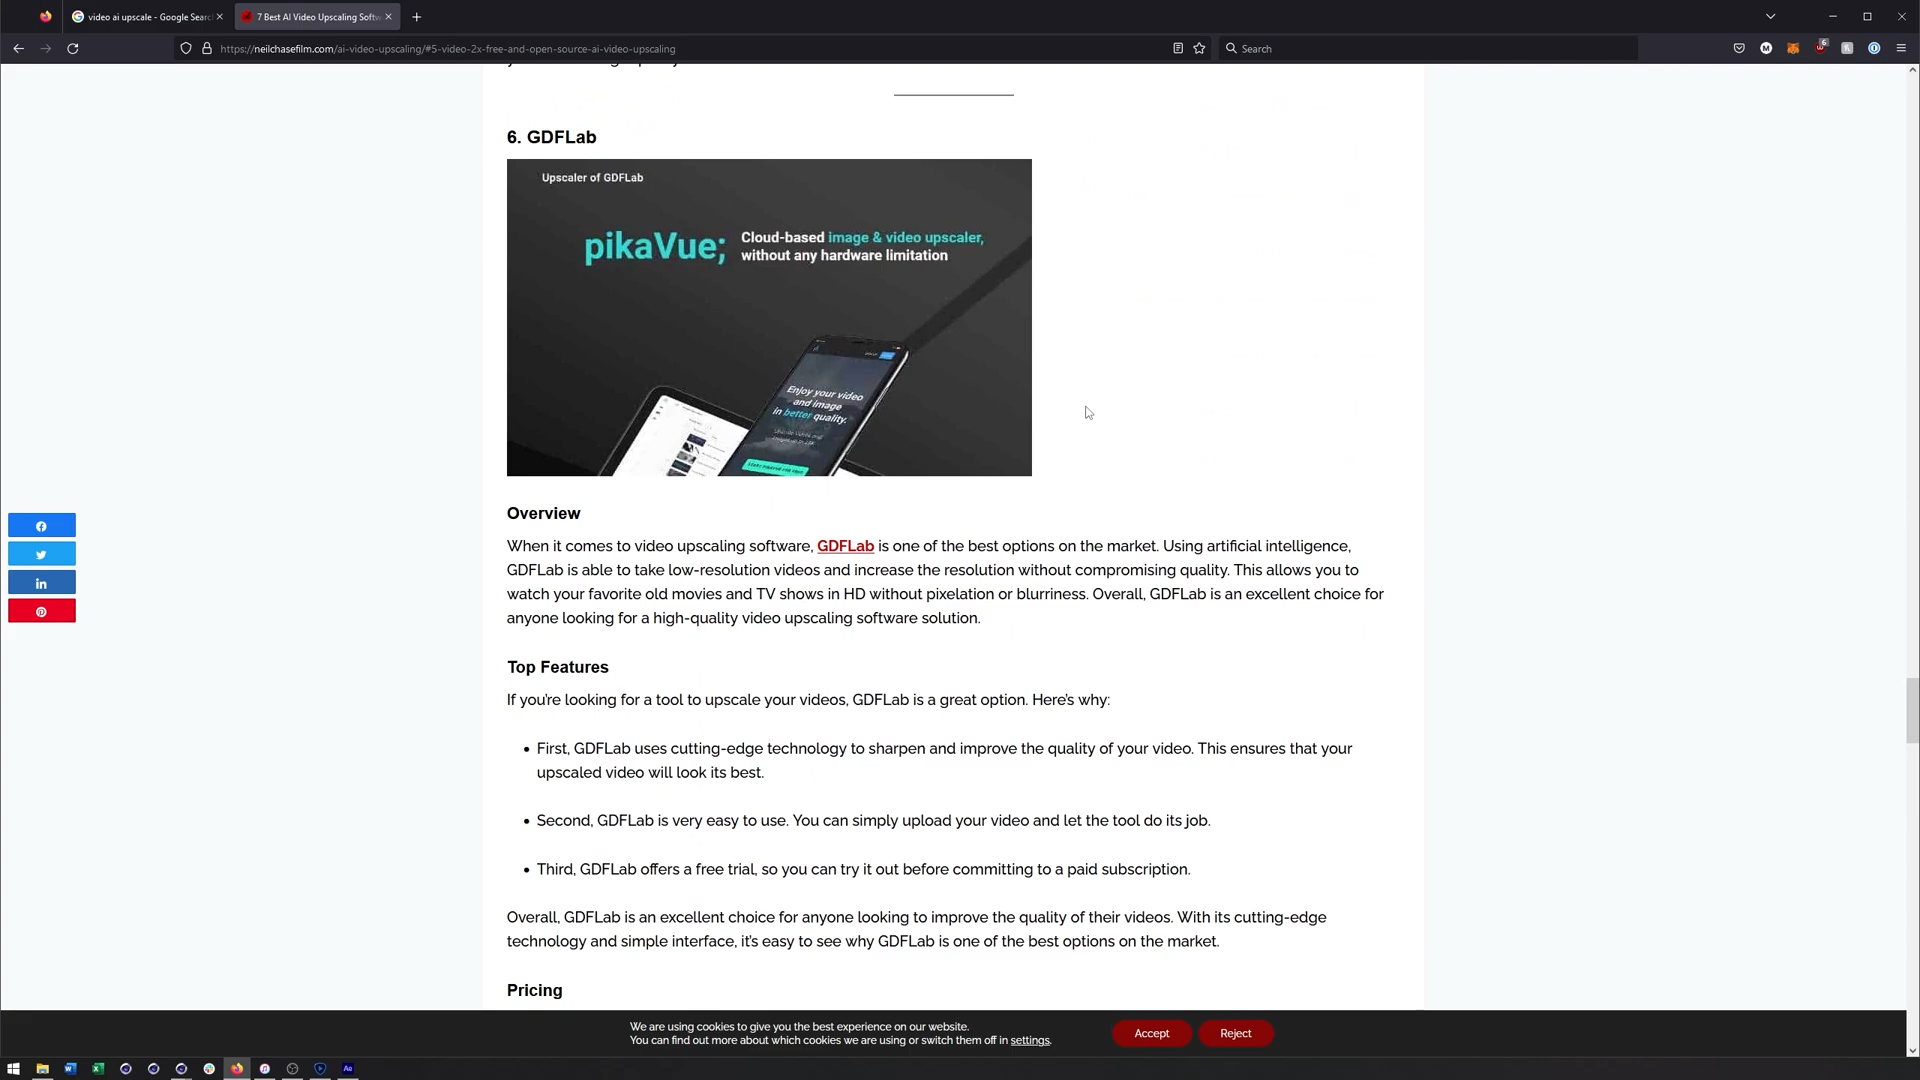 video ai upscale - Google Searc
7 Best AI Video Upscaling Softw
https://neilchasefilm.com/ai-video-upscaling/#5-video-2x-free-and-open-source-ai-video-upscaling
Search
6
6. GDFLab
Upscaler of GDFLab
pikaVue;
Cloud-based image & video upscaler,
without any hardware limitation
Enjoy your video
and image
in better quality.
Overview
When it comes to video upscaling software, GDFLab is one of the best options on the market. Using artificial intelligence,
GDFLab is able to take low-resolution videos and increase the resolution without compromising quality. This allows you to
watch your favorite old movies and TV shows in HD without pixelation or blurriness. Overall, GDFLab is an excellent choice for
anyone looking for a high-quality video upscaling software solution.
Top Features
If you're looking for a tool to upscale your videos, GDFLab is a great option. Here's why:
• First, GDFLab uses cutting-edge technology to sharpen and improve the quality of your video. This ensures that your
upscaled video will look its best.
• Second, GDFLab is very easy to use. You can simply upload your video and let the tool do its job.
• Third, GDFLab offers a free trial, so you can try it out before committing to a paid subscription.
Overall, GDFLab is an excellent choice for anyone looking to improve the quality of their videos. With its cutting-edge
technology and simple interface, it's easy to see why GDFLab is one of the best options on the market.
Pricing
We are using cookies to give you the best experience on our website.
You can find out more about which cookies we are using or switch them off in settings.
Accept
Reject